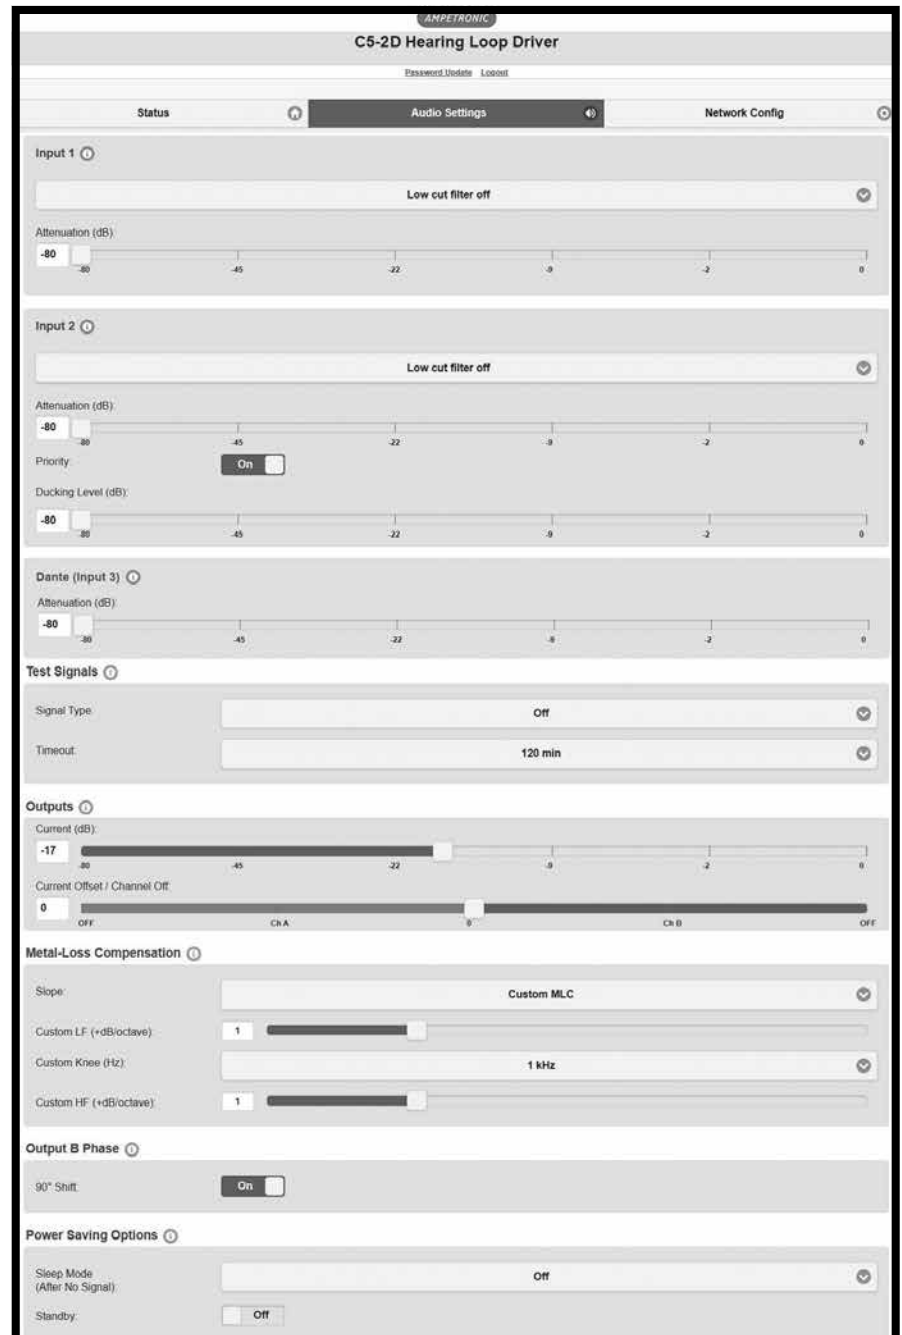 AMPETRONIC
C5-2D Hearing Loop Driver
Password Update Logout
Status Audio Settings Network Config
Input 1
Low cut filter off
Attenuation (dB):
-80
-80 -45 -22 -9 -2 0
Input 2
Low cut filter off
Attenuation (dB):
-80
-80 -45 -22 -9 -2 0
Priority: On
Ducking Level (dB):
-80
-80 -45 -22 -9 -2 0
Dante (Input 3)
Attenuation (dB):
-80
-80 -45 -22 -9 -2 0
Test Signals
Signal Type: Off
Timeout: 120 min
Outputs
Current (dB):
-17
-80 -45 -22 -9 -2 0
Current Offset / Channel Off:
0
OFF Ch A 0 Ch B OFF
Metal-Loss Compensation
Slope: Custom MLC
Custom LF (+dB/octave): 1
Custom Knee (Hz): 1 kHz
Custom HF (+dB/octave): 1
Output B Phase
90° Shift: On
Power Saving Options
Sleep Mode
(After No Signal): Off
Standby: Off